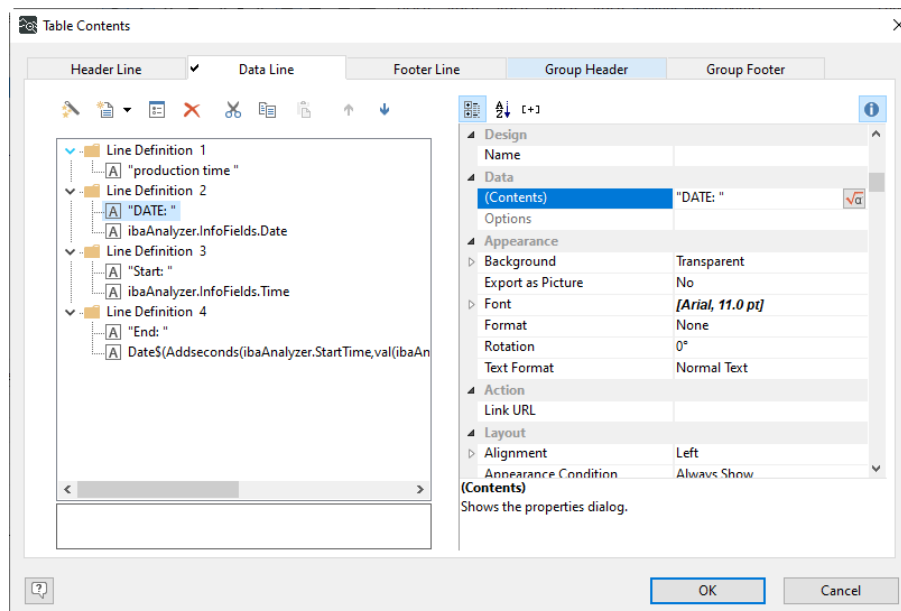 Table Contents
Header Line
Data Line
Footer Line
Group Header
Group Footer
Line Definition 1
"production time "
Line Definition 2
"DATE: "
ibaAnalyzer.InfoFields.Date
Line Definition 3
"Start: "
ibaAnalyzer.InfoFields.Time
Line Definition 4
"End: "
Date$(Addseconds(ibaAnalyzer.StartTime,val(ibaAn
Design
Name
Data
(Contents) "DATE: "
Options
Appearance
Background Transparent
Export as Picture No
Font [Arial, 11.0 pt]
Format None
Rotation 0°
Text Format Normal Text
Action
Link URL
Layout
Alignment Left
Appearance Condition Always Show
(Contents)
Shows the properties dialog.
OK
Cancel